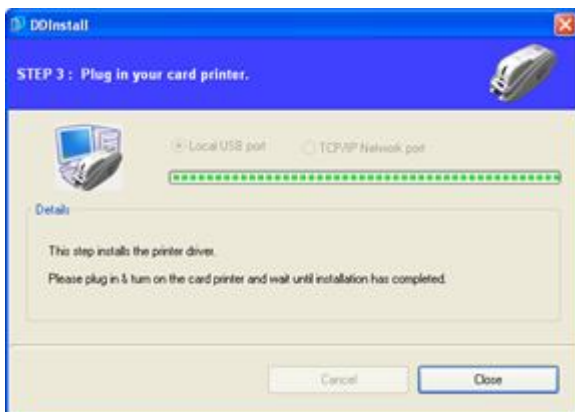 DDInstall
STEP 3 : Plug in your card printer.
Local USB port TCP/IP Network port
Details
This step installs the printer driver.
Please plug in & turn on the card printer and wait until installation has completed.
Cancel Close